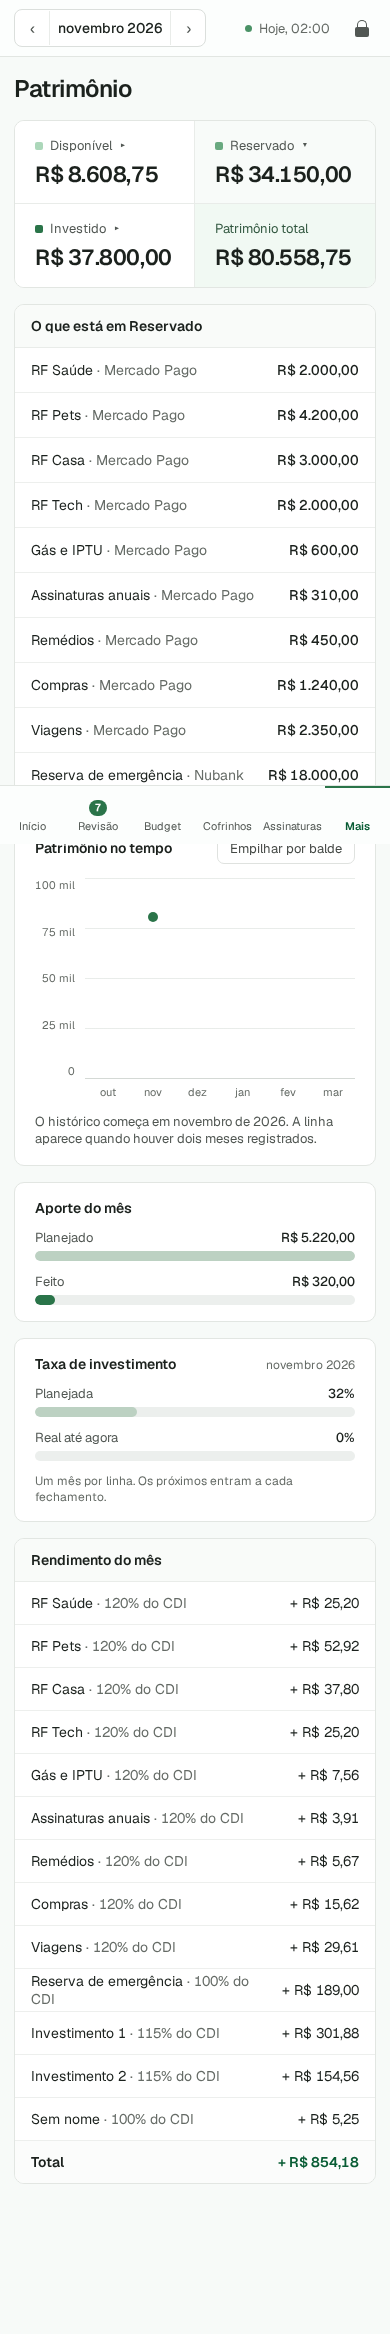 ‹ novembro 2026 › Hoje, 02:00
Patrimônio
Disponível ▸ Reservado ▾
R$ 8.608,75 R$ 34.150,00
Investido ▸ Patrimônio total
R$ 37.800,00 R$ 80.558,75
O que está em Reservado
RF Saúde · Mercado Pago R$ 2.000,00
RF Pets · Mercado Pago R$ 4.200,00
RF Casa · Mercado Pago R$ 3.000,00
RF Tech · Mercado Pago R$ 2.000,00
Gás e IPTU · Mercado Pago R$ 600,00
Assinaturas anuais · Mercado Pago R$ 310,00
Remédios · Mercado Pago R$ 450,00
Compras · Mercado Pago R$ 1.240,00
Viagens · Mercado Pago R$ 2.350,00
Reserva de emergência · Nubank R$ 18.000,00
7
Início Revisão Budget Cofrinhos Assinaturas Mais
Patrimônio no tempo Empilhar por balde
100 mil
75 mil
50 mil
25 mil
0
out nov dez jan fev mar
O histórico começa em novembro de 2026. A linha
aparece quando houver dois meses registrados.
Aporte do mês
Planejado R$ 5.220,00
Feito R$ 320,00
Taxa de investimento novembro 2026
Planejada 32%
Real até agora 0%
Um mês por linha. Os próximos entram a cada
fechamento.
Rendimento do mês
RF Saúde · 120% do CDI + R$ 25,20
RF Pets · 120% do CDI + R$ 52,92
RF Casa · 120% do CDI + R$ 37,80
RF Tech · 120% do CDI + R$ 25,20
Gás e IPTU · 120% do CDI + R$ 7,56
Assinaturas anuais · 120% do CDI + R$ 3,91
Remédios · 120% do CDI + R$ 5,67
Compras · 120% do CDI + R$ 15,62
Viagens · 120% do CDI + R$ 29,61
Reserva de emergência · 100% do
CDI + R$ 189,00
Investimento 1 · 115% do CDI + R$ 301,88
Investimento 2 · 115% do CDI + R$ 154,56
Sem nome · 100% do CDI + R$ 5,25
Total + R$ 854,18